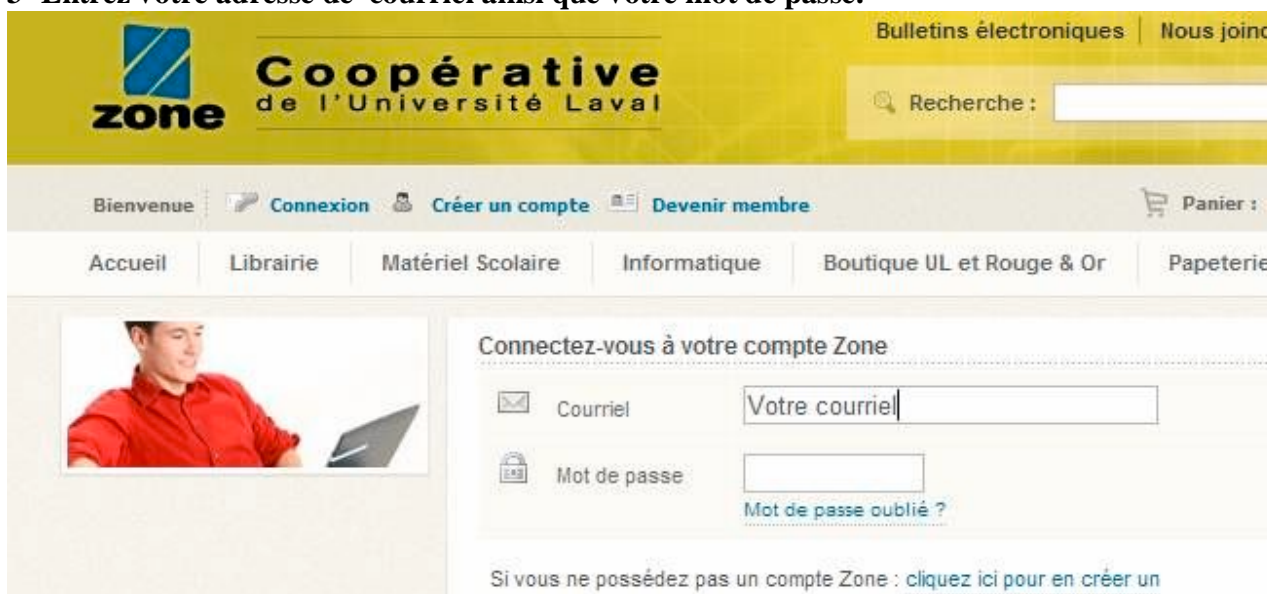 3- Entrez votre adresse de courriel ainsi que votre mot de passe.
Bulletins électroniques Nous
zone
Coopérative
de l'Université Laval
Recherche :
Bienvenue Connexion Créer un compte Devenir membre Panier :
Accueil Librairie Matériel Scolaire Informatique Boutique UL et Rouge & Or Papeterie
Connectez-vous à votre compte Zone
Courriel Votre courriel
Mot de passe
Mot de passe oublié ?
Si vous ne possédez pas un compte Zone : cliquez ici pour en créer un